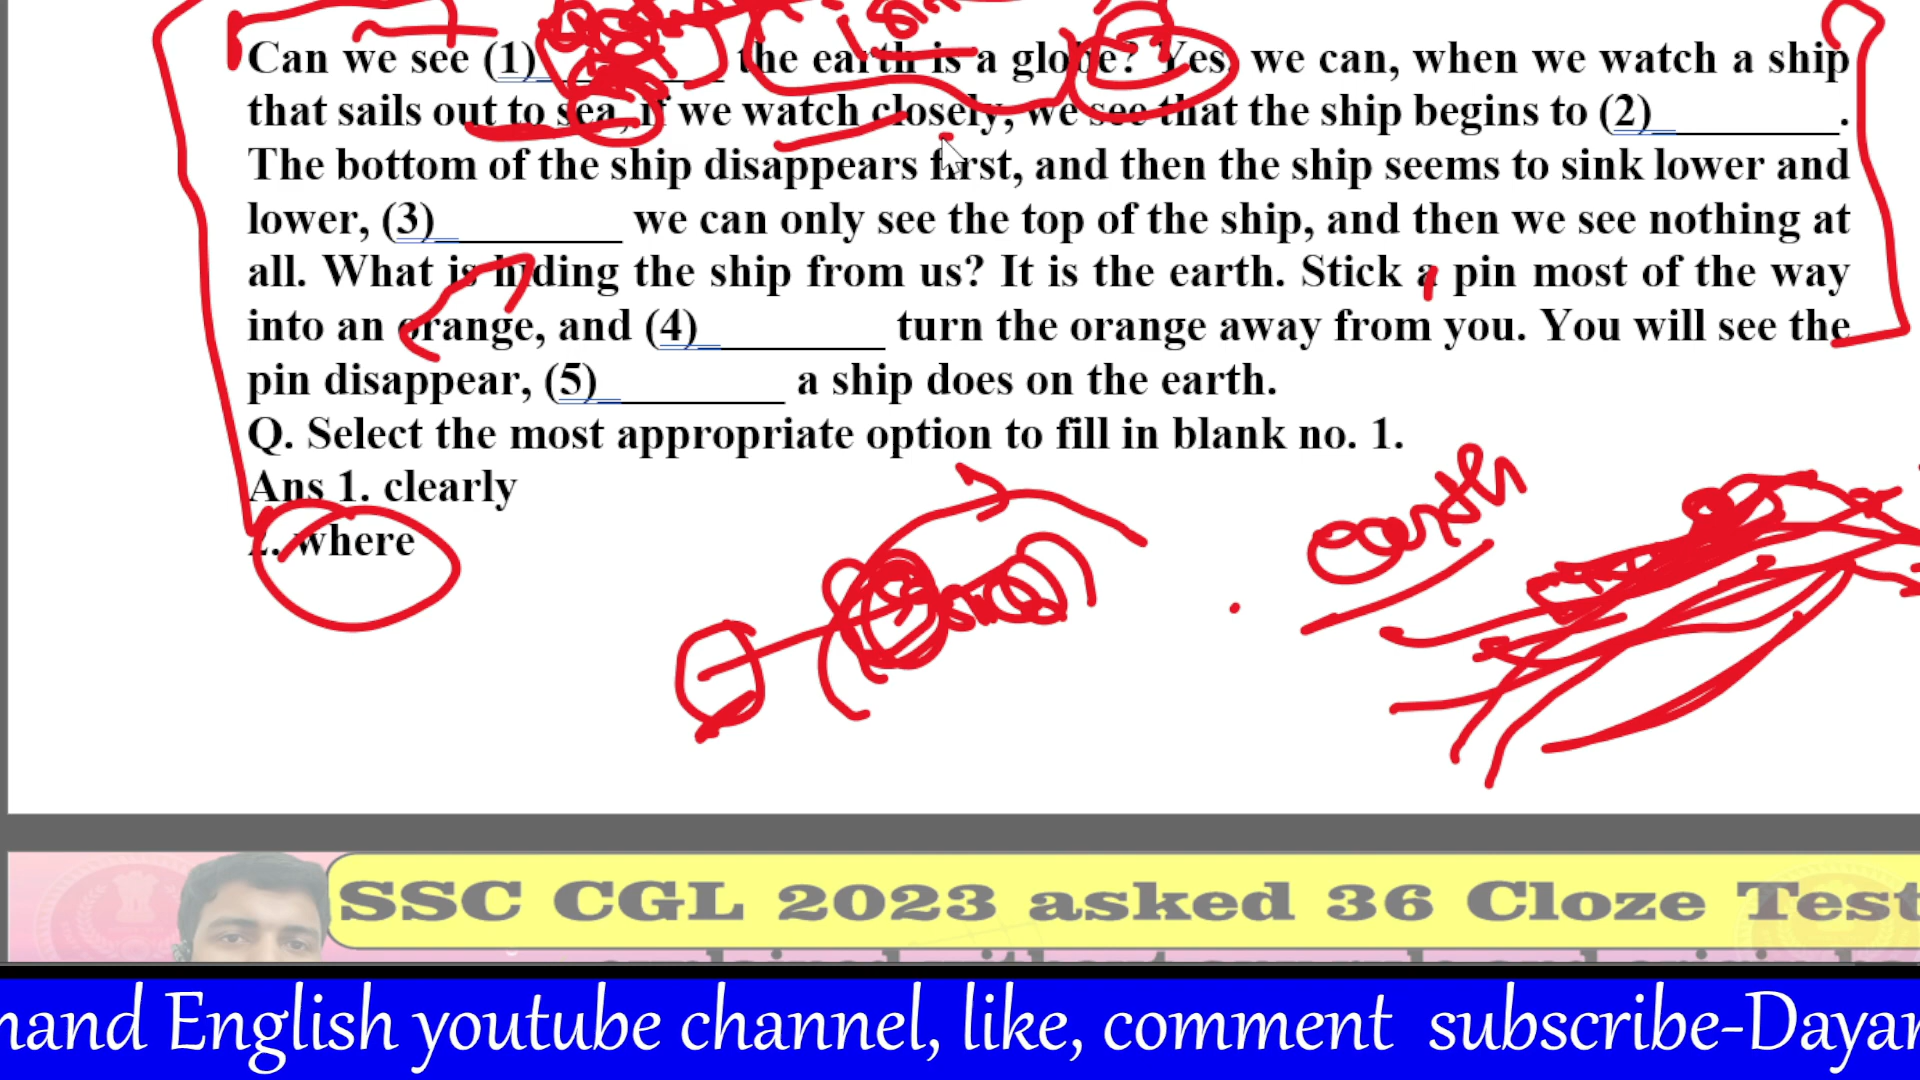 Can we see (1)________ the earth is a globe? Yes, we can, when we watch a ship
that sails out to sea, if we watch closely, we see that the ship begins to (2)________.
The bottom of the ship disappears first, and then the ship seems to sink lower and
lower, (3)________ we can only see the top of the ship, and then we see nothing at
all. What is hiding the ship from us? It is the earth. Stick a pin most of the way
into an orange, and (4)________ turn the orange away from you. You will see the
pin disappear, (5)________ a ship does on the earth.
Q. Select the most appropriate option to fill in blank no. 1.
Ans 1. clearly
2. where
earth
SSC CGL 2023 asked 36 Cloze Test
nand English youtube channel, like, comment subscribe-Dayan